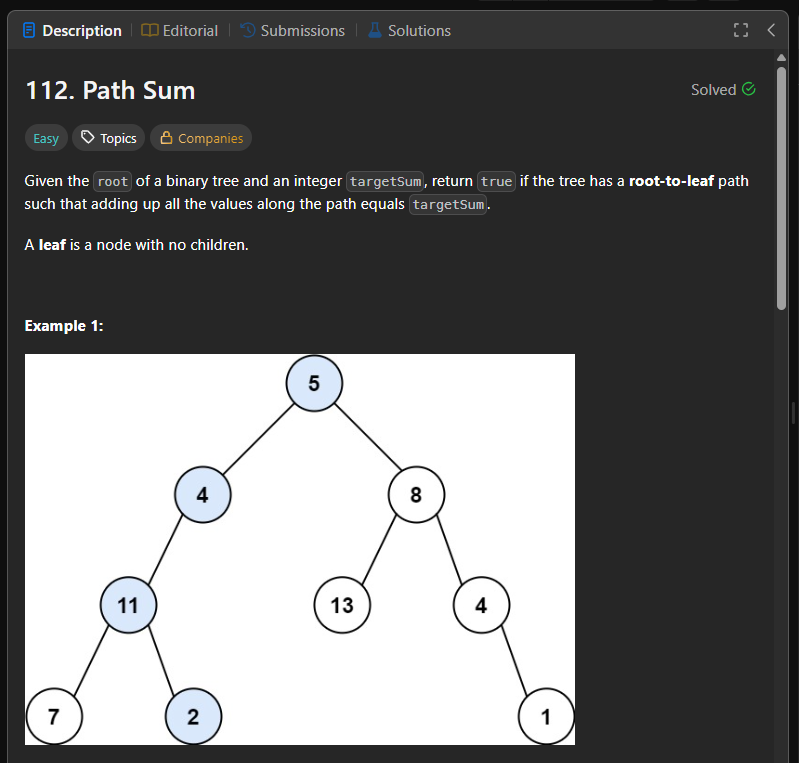 Description Editorial Submissions Solutions
112. Path Sum Solved
Easy Topics Companies
Given the root of a binary tree and an integer targetSum, return true if the tree has a root-to-leaf path
such that adding up all the values along the path equals targetSum.
A leaf is a node with no children.
Example 1:
5
4 8
11 13 4
7 2 1